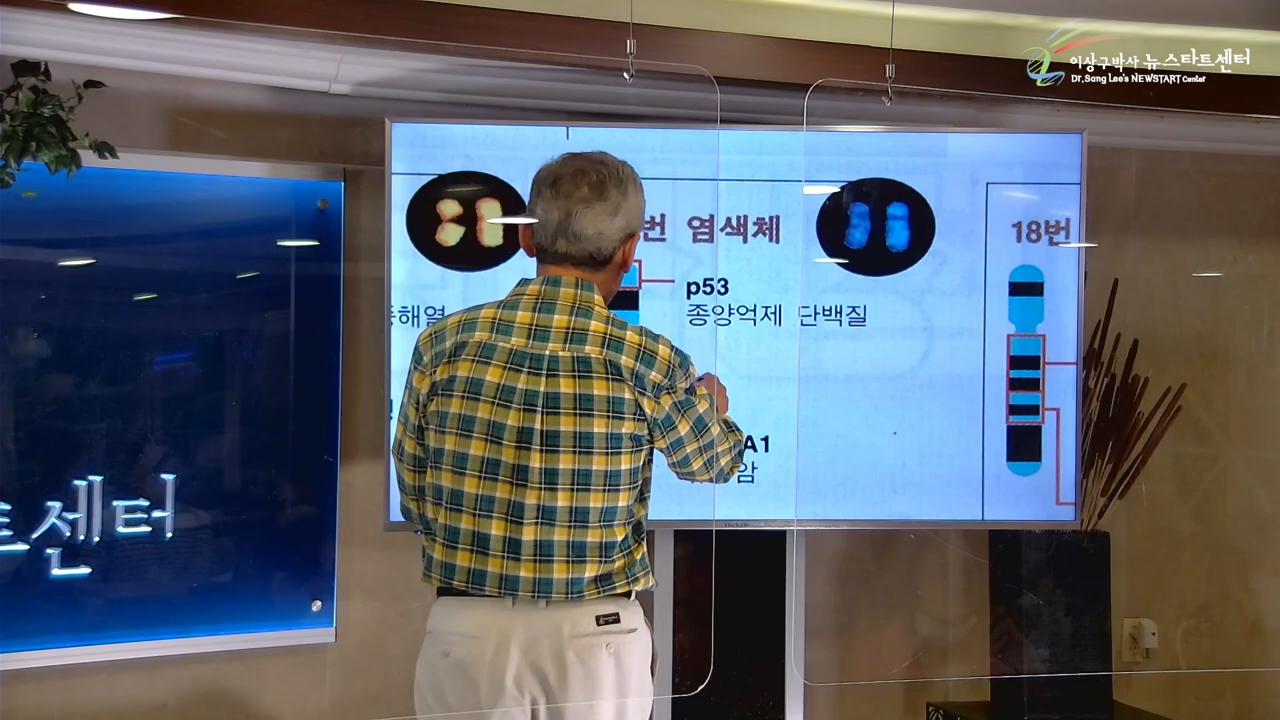 이상구박사 뉴스타트센터
Dr. Sang Lee's NEWSTART Center
번 염색체
18번
p53
종양억제 단백질
해열
A1
암
트센터